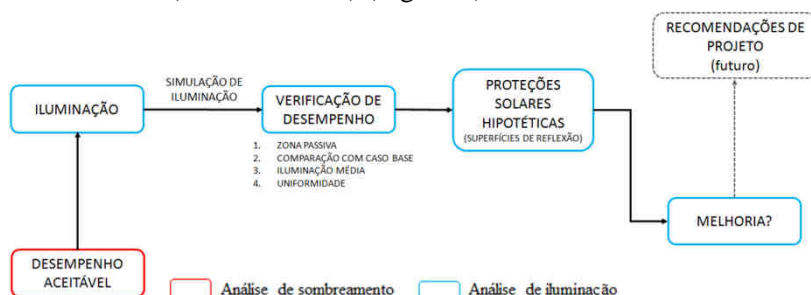 RECOMENDAÇÕES DE
PROJETO
(futuro)
SIMULAÇÃO DE
ILUMINAÇÃO
ILUMINAÇÃO
VERIFICAÇÃO DE
DESEMPENHO
PROTEÇÕES
SOLARES
HIPOTÉTICAS
(SUPERFÍCIES DE REFLEXÃO)
1. ZONA PASSIVA
2. COMPARAÇÃO COM CASO BASE
3. ILUMINAÇÃO MÉDIA
4. UNIFORMIDADE
MELHORIA?
DESEMPENHO
ACEITÁVEL
Análise de sombreamento
Análise de iluminação